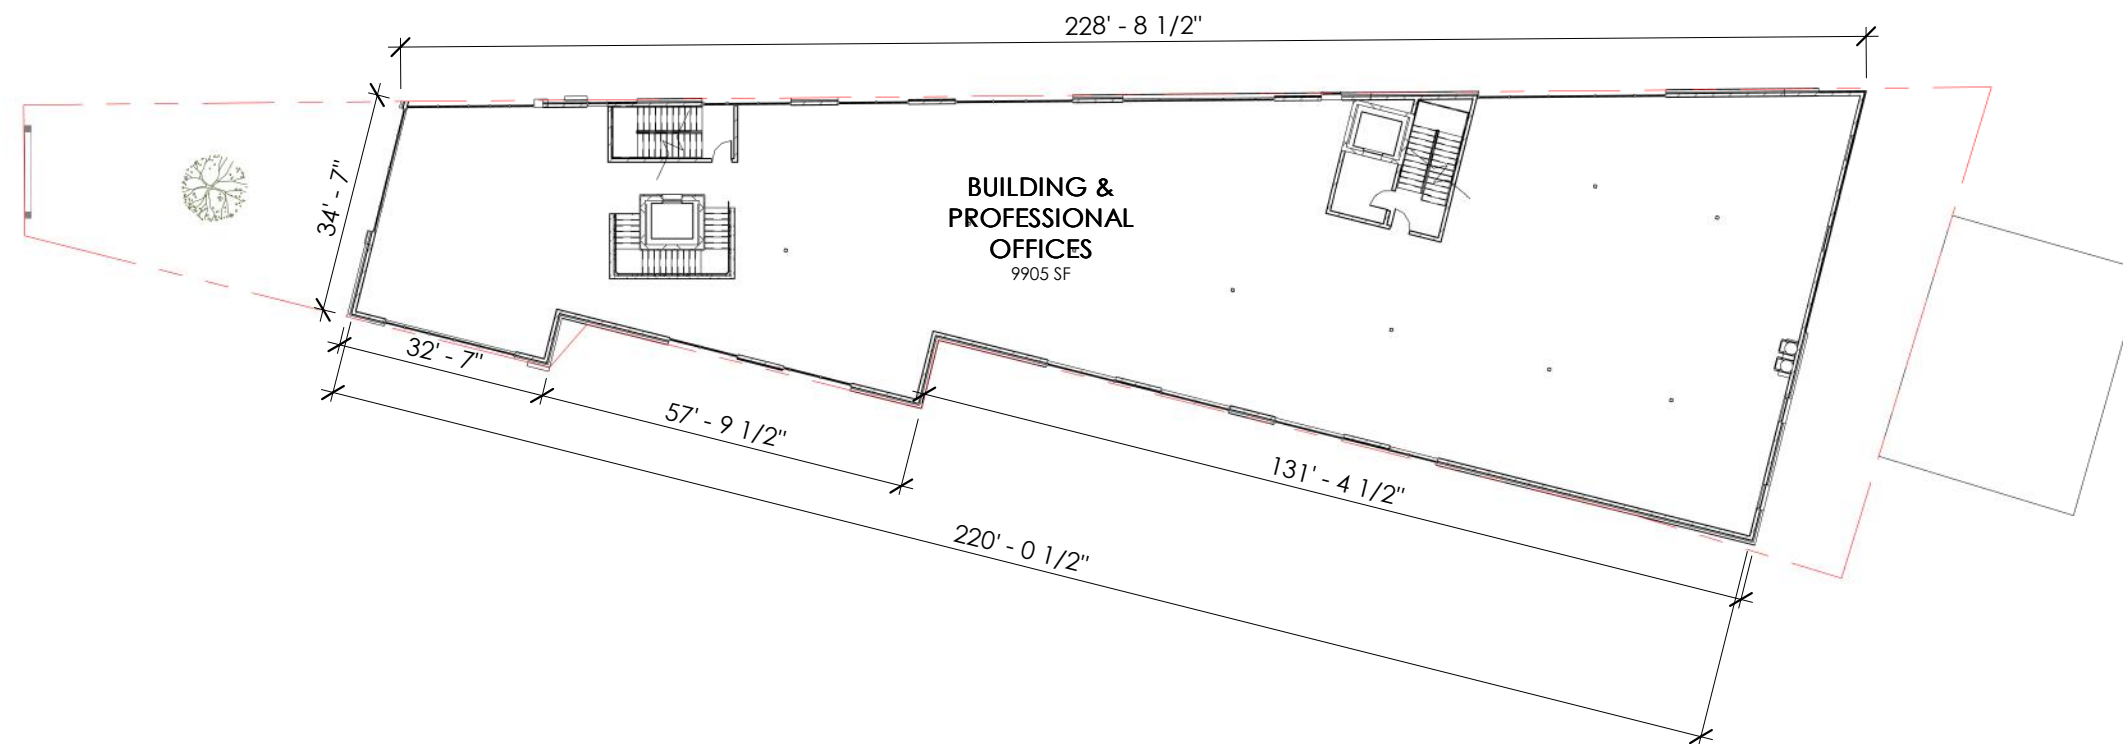 228' - 8 1/2"
34' - 7"
BUILDING &
PROFESSIONAL
OFFICES
9905 SF
32' - 7"
57' - 9 1/2"
131' - 4 1/2"
220' - 0 1/2"